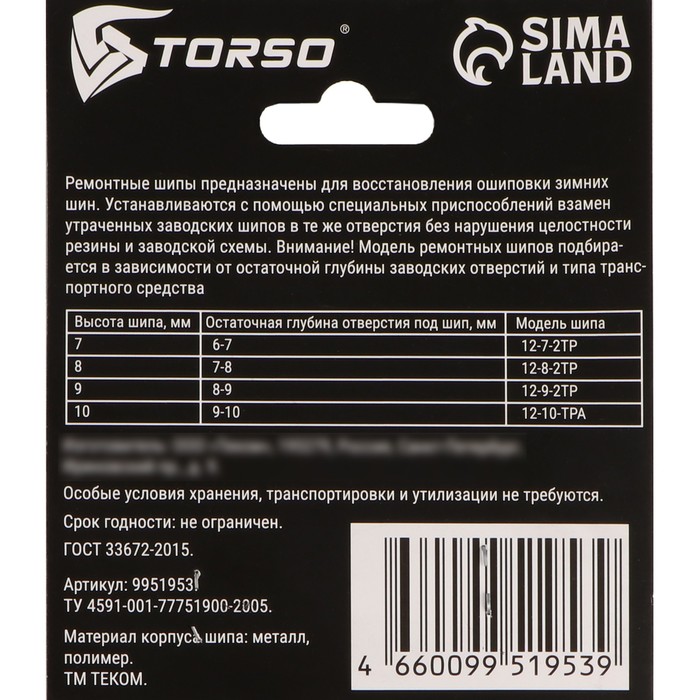 TORSO®
SIMA
LAND
Ремонтные шипы предназначены для восстановления ошиповки зимних
шин. Устанавливаются с помощью специальных приспособлений взамен
утраченных заводских шипов в те же отверстия без нарушения целостности
резины и заводской схемы. Внимание! Модель ремонтных шипов подбира-
ется в зависимости от остаточной глубины заводских отверстий и типа транс-
портного средства
Высота шипа, мм Остаточная глубина отверстия под шип, мм Модель шипа
7 6-7 12-7-2ТР
8 7-8 12-8-2ТР
9 8-9 12-9-2ТР
10 9-10 12-10-ТРА
Особые условия хранения, транспортировки и утилизации не требуются.
Срок годности: не ограничен.
ГОСТ 33672-2015.
Артикул: 9951953
ТУ 4591-001-77751900-2005.
Материал корпуса шипа: металл,
полимер.
ТМ ТЕКОМ.
4 660099 519539